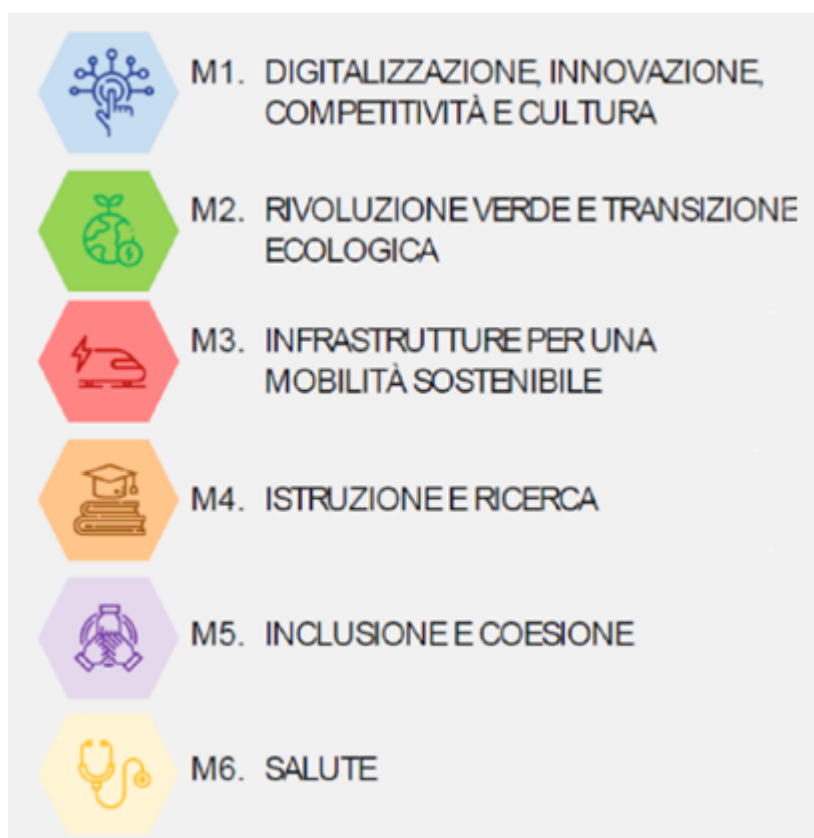 M1. DIGITALIZZAZIONE, INNOVAZIONE,
COMPETITIVITÀ E CULTURA
M2. RIVOLUZIONE VERDE E TRANSIZIONE
ECOLOGICA
M3. INFRASTRUTTURE PER UNA
MOBILITÀ SOSTENIBILE
M4. ISTRUZIONE E RICERCA
M5. INCLUSIONE E COESIONE
M6. SALUTE